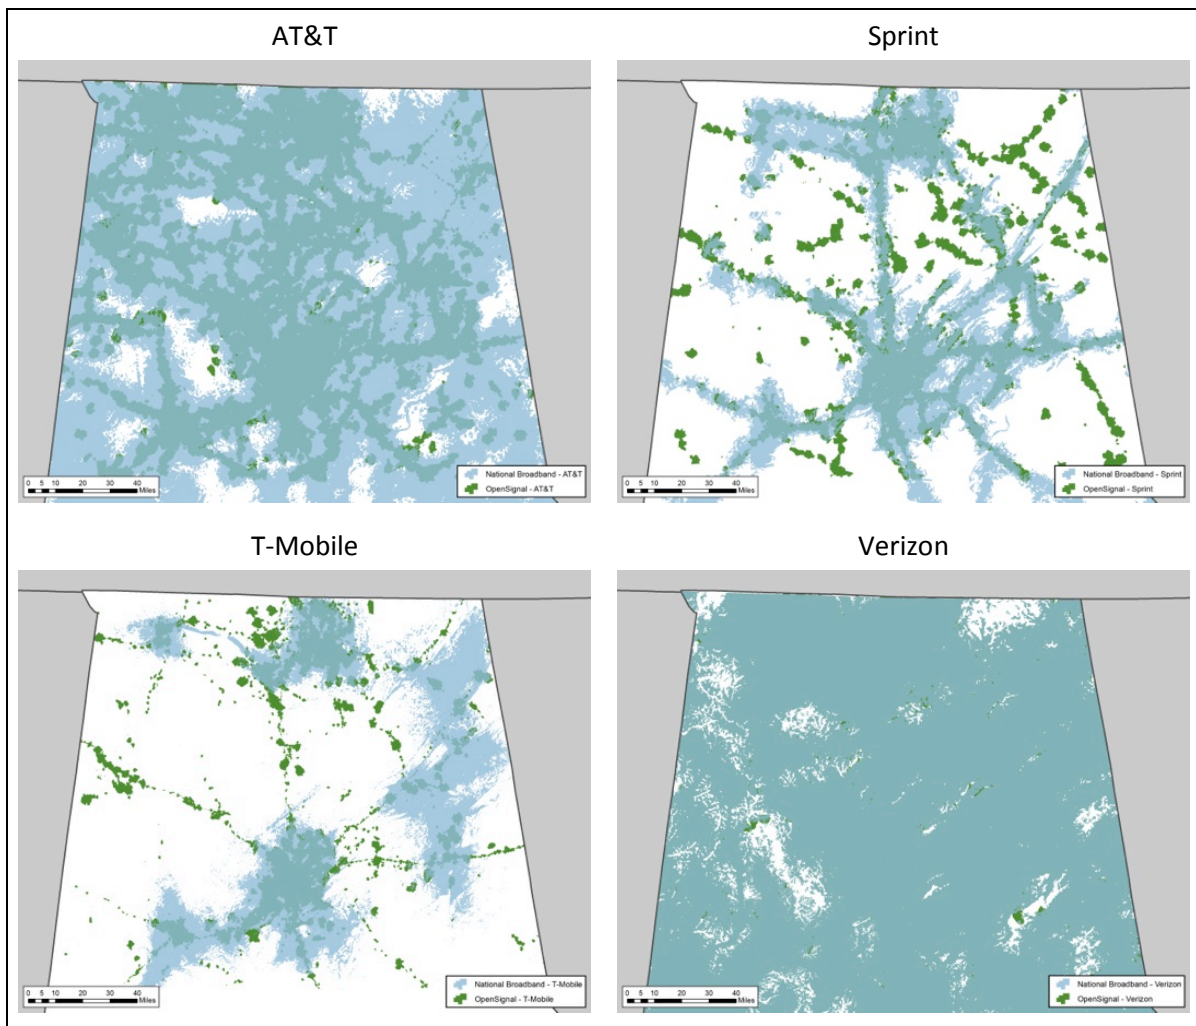 AT&T
Sprint
National Broadband - AT&T
OpenSignal - AT&T
0 5 10 20 30 40 Miles
National Broadband - Sprint
OpenSignal - Sprint
0 5 10 20 30 40 Miles
T-Mobile
Verizon
National Broadband - T-Mobile
OpenSignal - T-Mobile
0 5 10 20 30 40 Miles
National Broadband - Verizon
OpenSignal - Verizon
0 5 10 20 30 40 Miles